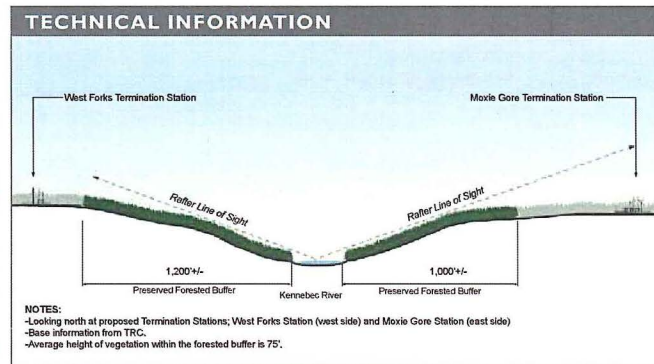 TECHNICAL INFORMATION
West Forks Termination Station
Moxie Gore Termination Station
Rafter Line of Sight
Rafter Line of Sight
1,200'+/-
1,000'+/-
Preserved Forested Buffer
Kennebec River
Preserved Forested Buffer
NOTES:
-Looking north at proposed Termination Stations; West Forks Station (west side) and Moxie Gore Station (east side)
-Base information from TRC.
-Average height of vegetation within the forested buffer is 75'.